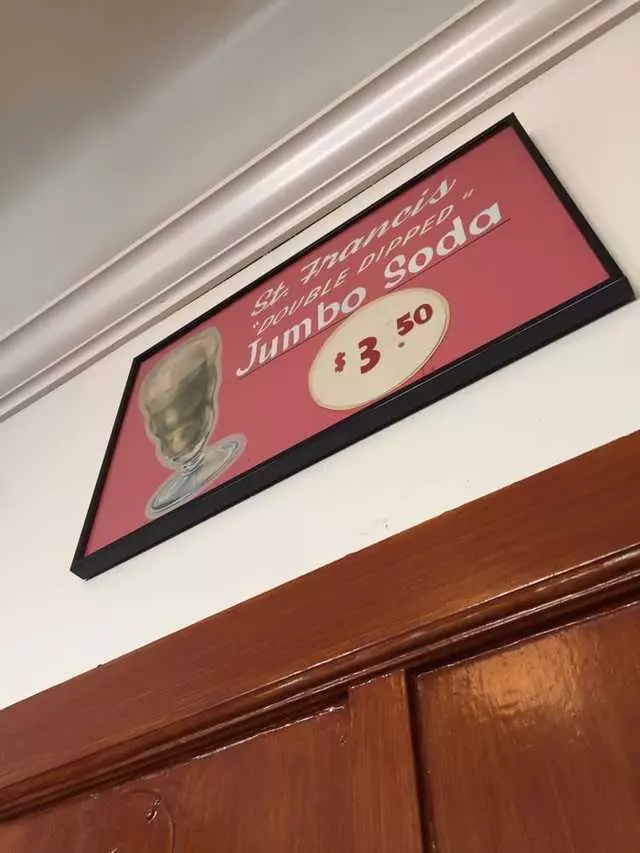 St. Francis
"DOUBLE DIPPED"
Jumbo Soda
$3.50